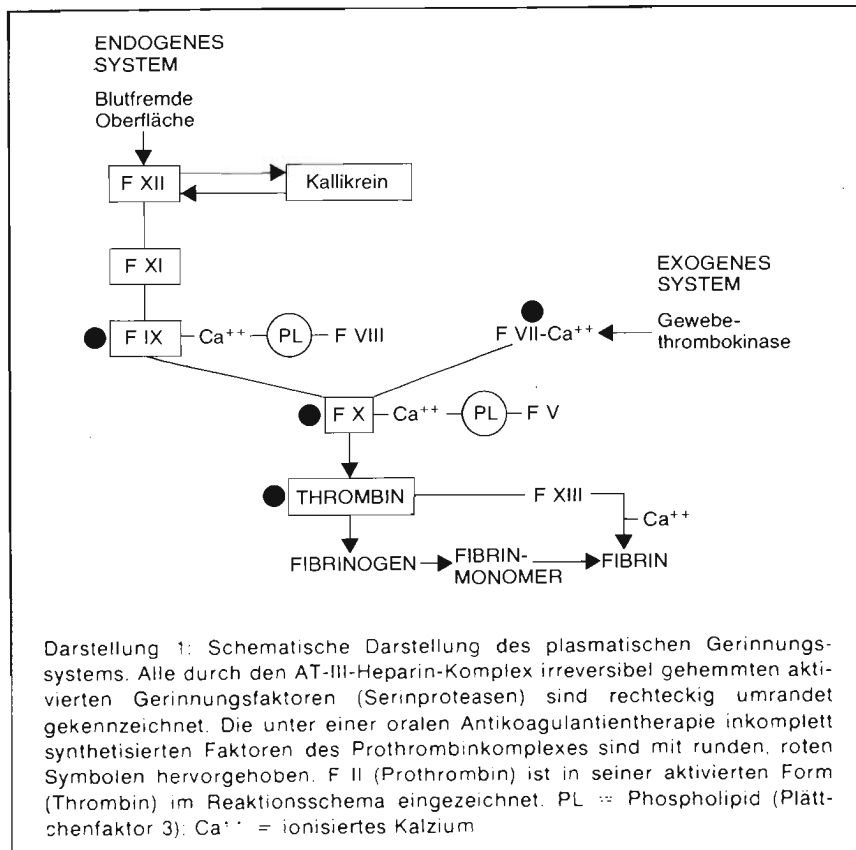 ENDOGENES
SYSTEM
Blutfremde
Oberfläche
F XII
Kallikrein
F XI
EXOGENES
SYSTEM
F IX – Ca⁺⁺ – PL – F VIII
F VII-Ca⁺⁺
Gewebe-
thrombokinase
F X – Ca⁺⁺ – PL – F V
THROMBIN
F XIII
Ca⁺⁺
FIBRINOGEN
FIBRIN-
MONOMER
FIBRIN
Darstellung 1: Schematische Darstellung des plasmatischen Gerinnungs-
systems. Alle durch den AT-III-Heparin-Komplex irreversibel gehemmten akti-
vierten Gerinnungsfaktoren (Serinproteasen) sind rechteckig umrandet
gekennzeichnet. Die unter einer oralen Antikoagulantientherapie inkomplett
synthetisierten Faktoren des Prothrombinkomplexes sind mit runden, roten
Symbolen hervorgehoben. F II (Prothrombin) ist in seiner aktivierten Form
(Thrombin) im Reaktionsschema eingezeichnet. PL = Phospholipid (Plätt-
chenfaktor 3); Ca⁺⁺ = ionisiertes Kalzium